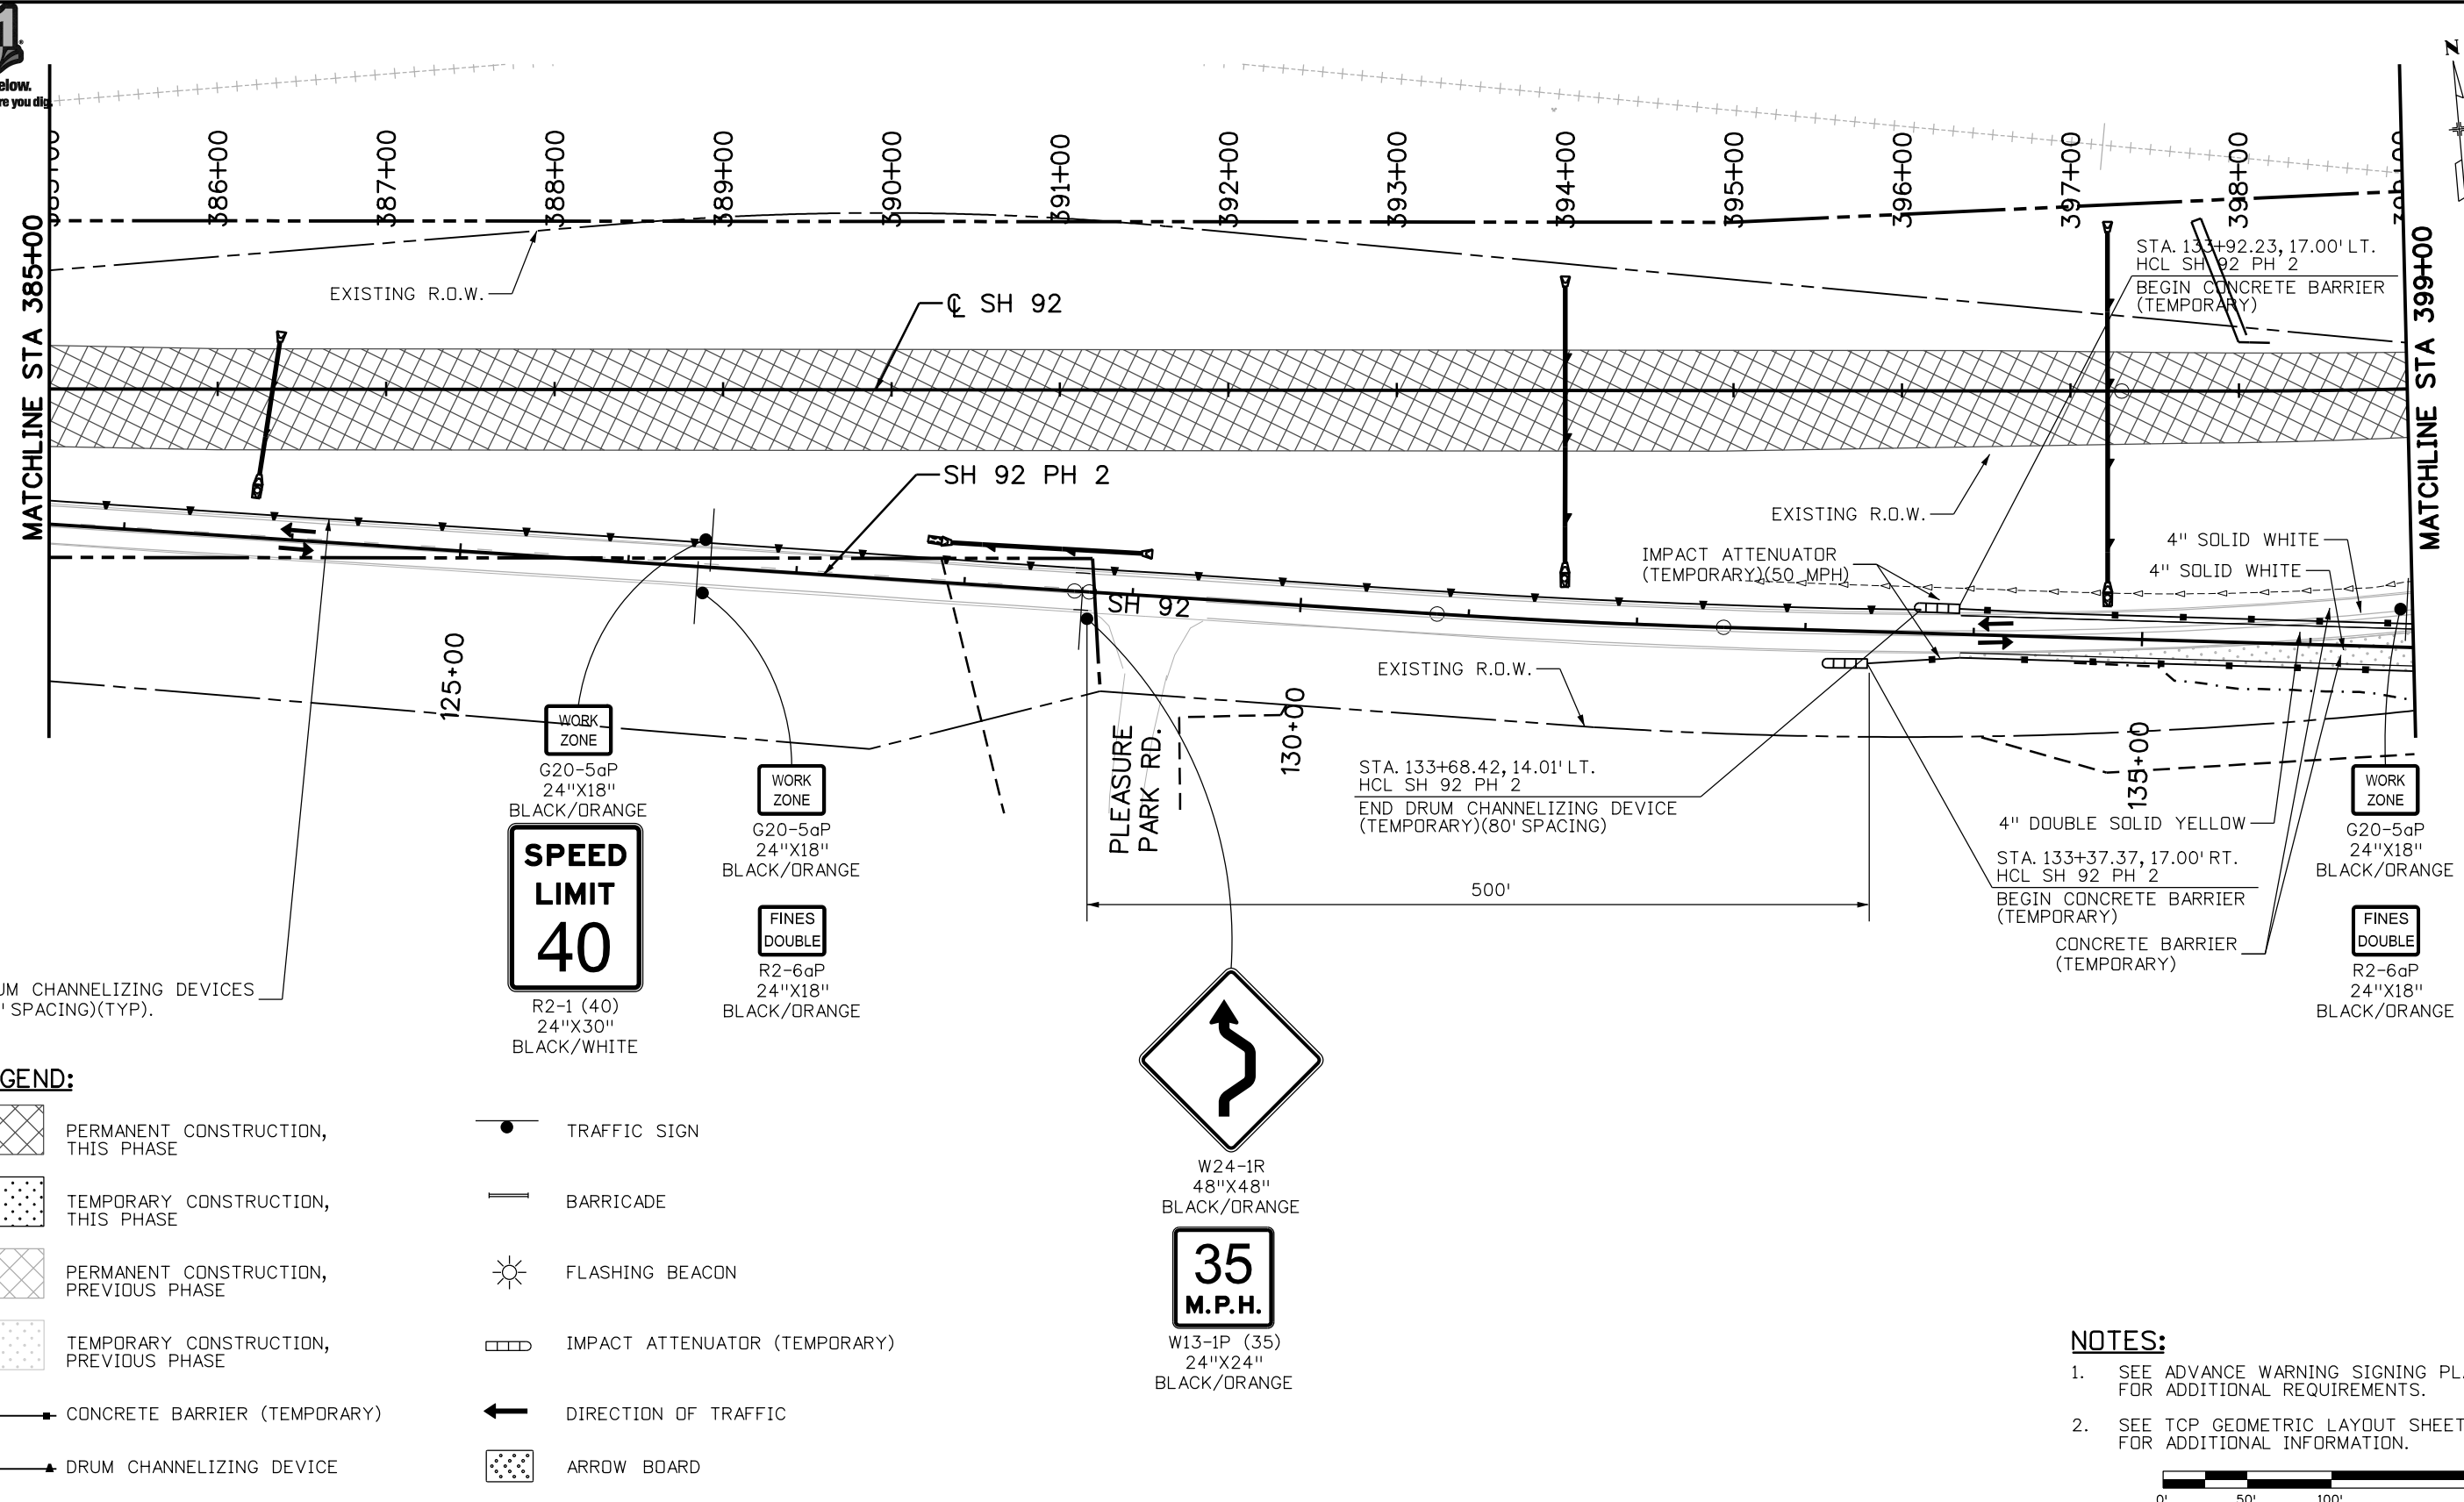 elow.
re you dig.
386+00
387+00
388+00
389+00
390+00
391+00
392+00
393+00
394+00
395+00
396+00
397+00
398+00
MATCHLINE STA 385+00
MATCHLINE STA 399+00
N
EXISTING R.O.W.
℄ SH 92
STA. 133+92.23, 17.00' LT.
HCL SH 92 PH 2
BEGIN CONCRETE BARRIER
(TEMPORARY)
SH 92 PH 2
EXISTING R.O.W.
IMPACT ATTENUATOR
(TEMPORARY)(50 MPH)
4" SOLID WHITE
4" SOLID WHITE
SH 92
EXISTING R.O.W.
125+00
130+00
135+00
PLEASURE
PARK RD.
WORK
ZONE
G20-5aP
24"X18"
BLACK/ORANGE
SPEED
LIMIT
40
R2-1 (40)
24"X30"
BLACK/WHITE
WORK
ZONE
G20-5aP
24"X18"
BLACK/ORANGE
FINES
DOUBLE
R2-6aP
24"X18"
BLACK/ORANGE
STA. 133+68.42, 14.01' LT.
HCL SH 92 PH 2
END DRUM CHANNELIZING DEVICE
(TEMPORARY)(80' SPACING)
500'
4" DOUBLE SOLID YELLOW
STA. 133+37.37, 17.00' RT.
HCL SH 92 PH 2
BEGIN CONCRETE BARRIER
(TEMPORARY)
CONCRETE BARRIER
(TEMPORARY)
WORK
ZONE
G20-5aP
24"X18"
BLACK/ORANGE
FINES
DOUBLE
R2-6aP
24"X18"
BLACK/ORANGE
UM CHANNELIZING DEVICES
' SPACING)(TYP).
W24-1R
48"X48"
BLACK/ORANGE
35
M.P.H.
W13-1P (35)
24"X24"
BLACK/ORANGE
GEND:
PERMANENT CONSTRUCTION,
THIS PHASE
TEMPORARY CONSTRUCTION,
THIS PHASE
PERMANENT CONSTRUCTION,
PREVIOUS PHASE
TEMPORARY CONSTRUCTION,
PREVIOUS PHASE
CONCRETE BARRIER (TEMPORARY)
DRUM CHANNELIZING DEVICE
TRAFFIC SIGN
BARRICADE
FLASHING BEACON
IMPACT ATTENUATOR (TEMPORARY)
DIRECTION OF TRAFFIC
ARROW BOARD
NOTES:
1. SEE ADVANCE WARNING SIGNING PL
FOR ADDITIONAL REQUIREMENTS.
2. SEE TCP GEOMETRIC LAYOUT SHEET
FOR ADDITIONAL INFORMATION.
0' 50' 100'